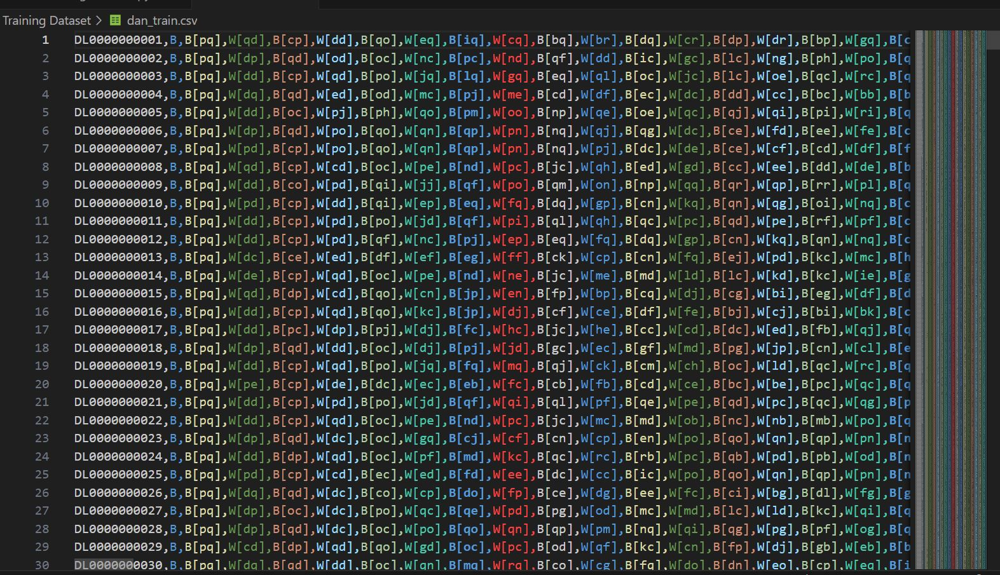 Training Dataset > dan_train.csv
1 DL0000000001,B,B[pq],W[qd],B[cp],W[dd],B[qo],W[eq],B[iq],W[cq],B[bq],W[br],B[dq],W[cr],B[dp],W[dr],B[bp],W[gq],B[c
2 DL0000000002,B,B[pq],W[dp],B[qd],W[od],B[oc],W[nc],B[pc],W[nd],B[qf],W[dd],B[ic],W[gc],B[lc],W[ng],B[ph],W[po],B[q
3 DL0000000003,B,B[pq],W[dd],B[cp],W[qd],B[po],W[jq],B[lq],W[gq],B[eq],W[ql],B[oc],W[jc],B[lc],W[oe],B[qc],W[rc],B[q
4 DL0000000004,B,B[pq],W[dq],B[qd],W[ed],B[od],W[mc],B[pj],W[me],B[cd],W[df],B[ec],W[dc],B[dd],W[cc],B[bc],W[bb],B[b
5 DL0000000005,B,B[pq],W[dd],B[oc],W[pj],B[ph],W[qo],B[pm],W[oo],B[np],W[qe],B[oe],W[qc],B[qj],W[qi],B[pi],W[ri],B[q
6 DL0000000006,B,B[pq],W[dp],B[qd],W[po],B[qo],W[qn],B[qp],W[pn],B[nq],W[qj],B[qg],W[dc],B[ce],W[fd],B[ee],W[fe],B[c
7 DL0000000007,B,B[pq],W[pd],B[cp],W[po],B[qo],W[qn],B[qp],W[pn],B[nq],W[pj],B[dc],W[de],B[ce],W[cf],B[cd],W[df],B[f
8 DL0000000008,B,B[pq],W[qd],B[cp],W[cd],B[oc],W[pe],B[nd],W[pc],B[jc],W[qh],B[ed],W[gd],B[cc],W[ee],B[dd],W[de],B[b
9 DL0000000009,B,B[pq],W[dd],B[co],W[pd],B[qi],W[jj],B[qf],W[po],B[qm],W[on],B[np],W[qq],B[qr],W[qp],B[rr],W[pl],B[q
10 DL0000000010,B,B[pq],W[pd],B[cp],W[dd],B[qi],W[ep],B[eq],W[fq],B[dq],W[gp],B[cn],W[kq],B[qn],W[qg],B[oi],W[nq],B[c
11 DL0000000011,B,B[pq],W[dd],B[cp],W[pd],B[po],W[jd],B[qf],W[pi],B[ql],W[qh],B[qc],W[pc],B[qd],W[pe],B[rf],W[pf],B[c
12 DL0000000012,B,B[pq],W[dd],B[cp],W[pd],B[qf],W[nc],B[pj],W[ep],B[eq],W[fq],B[dq],W[gp],B[cn],W[kq],B[qn],W[nq],B[c
13 DL0000000013,B,B[pq],W[dc],B[ce],W[ed],B[df],W[ef],B[eg],W[ff],B[ck],W[cp],B[cn],W[fq],B[ej],W[pd],B[kc],W[mc],B[h
14 DL0000000014,B,B[pq],W[de],B[cp],W[qd],B[oc],W[pe],B[nd],W[ne],B[jc],W[me],B[md],W[ld],B[lc],W[kd],B[kc],W[ie],B[g
15 DL0000000015,B,B[pq],W[qd],B[dp],W[cd],B[qo],W[cn],B[jp],W[en],B[fp],W[bp],B[cq],W[dj],B[cg],W[bi],B[eg],W[df],B[d
16 DL0000000016,B,B[pq],W[dd],B[cp],W[qd],B[qo],W[kc],B[jp],W[dj],B[cf],W[ce],B[df],W[fe],B[bj],W[cj],B[bi],W[bk],B[c
17 DL0000000017,B,B[pq],W[dd],B[pc],W[dp],B[pj],W[dj],B[fc],W[hc],B[jc],W[he],B[cc],W[cd],B[dc],W[ed],B[fb],W[qj],B[q
18 DL0000000018,B,B[pq],W[dp],B[qd],W[dd],B[oc],W[dj],B[pj],W[jd],B[gc],W[ec],B[gf],W[md],B[pg],W[jp],B[cn],W[cl],B[e
19 DL0000000019,B,B[pq],W[dd],B[cp],W[qd],B[po],W[jq],B[fq],W[mq],B[qj],W[ck],B[cm],W[ch],B[oc],W[ld],B[qc],W[rc],B[q
20 DL0000000020,B,B[pq],W[pe],B[cp],W[de],B[dc],W[ec],B[eb],W[fc],B[cb],W[fb],B[cd],W[ce],B[bc],W[be],B[pc],W[qc],B[q
21 DL0000000021,B,B[pq],W[dd],B[cp],W[pd],B[po],W[jd],B[qf],W[qi],B[ql],W[pf],B[qe],W[pe],B[qd],W[pc],B[qc],W[qg],B[p
22 DL0000000022,B,B[pq],W[dd],B[cp],W[qd],B[oc],W[pe],B[nd],W[pc],B[jc],W[mc],B[md],W[ob],B[nc],W[nb],B[mb],W[po],B[q
23 DL0000000023,B,B[pq],W[dp],B[qd],W[dc],B[oc],W[gq],B[cj],W[cf],B[cn],W[cp],B[en],W[po],B[qo],W[qn],B[qp],W[pn],B[n
24 DL0000000024,B,B[pq],W[dd],B[dp],W[qd],B[oc],W[pf],B[md],W[kc],B[qc],W[rc],B[rb],W[pc],B[qb],W[pd],B[pb],W[od],B[n
25 DL0000000025,B,B[pq],W[pd],B[cp],W[cd],B[ec],W[ed],B[fd],W[ee],B[dc],W[cc],B[ic],W[po],B[qo],W[qn],B[qp],W[pn],B[n
26 DL0000000026,B,B[pq],W[dq],B[qd],W[dc],B[co],W[cp],B[do],W[fp],B[ce],W[dg],B[ee],W[fc],B[ci],W[bg],B[dl],W[fg],B[g
27 DL0000000027,B,B[pq],W[dp],B[oc],W[dc],B[po],W[qc],B[qe],W[pd],B[pg],W[od],B[mc],W[md],B[lc],W[ld],B[kc],W[qi],B[q
28 DL0000000028,B,B[pq],W[dp],B[qd],W[dc],B[oc],W[po],B[qo],W[qn],B[qp],W[pm],B[nq],W[qi],B[qg],W[pg],B[pf],W[og],B[q
29 DL0000000029,B,B[pq],W[cd],B[dp],W[qd],B[qo],W[gd],B[oc],W[pc],B[od],W[qf],B[kc],W[cn],B[fp],W[dj],B[gb],W[eb],B[b
30 DL0000000030,B,B[pq],W[dq],B[qd],W[dd],B[oc],W[qn],B[mq],W[rq],B[co],W[cg],B[fq],W[do],B[dn],W[eo],B[cp],W[eq],B[i